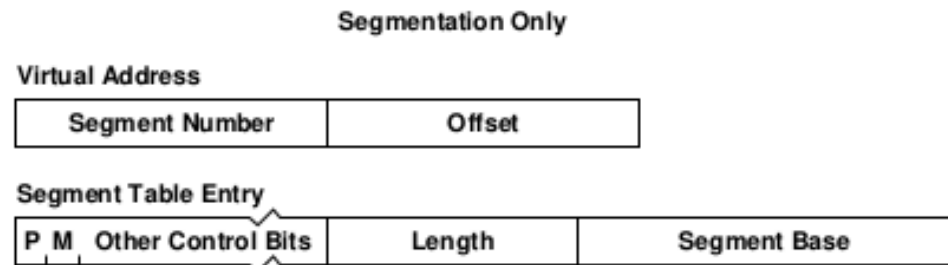 Segmentation Only
Virtual Address
Segment Number Offset
Segment Table Entry
P M Other Control Bits Length Segment Base